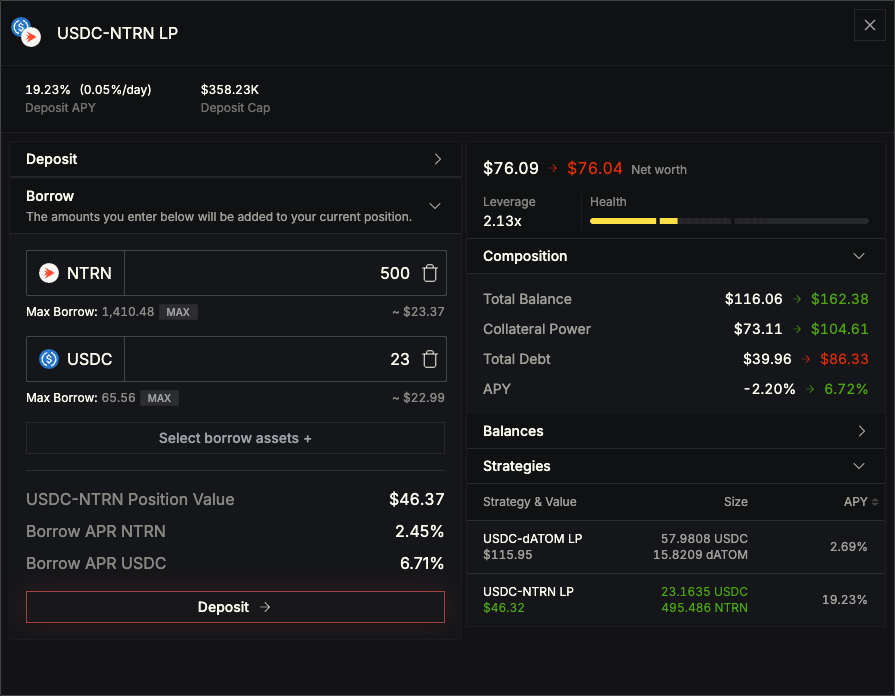 USDC-NTRN LP
19.23% (0.05%/day)
Deposit APY
$358.23K
Deposit Cap
Deposit
Borrow
The amounts you enter below will be added to your current position.
NTRN 500
Max Borrow: 1,410.48 MAX ~ $23.37
USDC 23
Max Borrow: 65.56 MAX ~ $22.99
Select borrow assets +
USDC-NTRN Position Value $46.37
Borrow APR NTRN 2.45%
Borrow APR USDC 6.71%
Deposit →
$76.09 → $76.04 Net worth
Leverage
2.13x
Health
Composition
Total Balance $116.06 → $162.38
Collateral Power $73.11 → $104.61
Total Debt $39.96 → $86.33
APY -2.20% → 6.72%
Balances
Strategies
Strategy & Value Size APY
USDC-dATOM LP 57.9808 USDC
$115.95 15.8209 dATOM
2.69%
USDC-NTRN LP 23.1635 USDC
$46.32 495.486 NTRN
19.23%